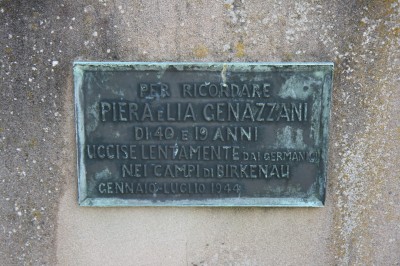 PER RICORDARE
PIERA E LIA GENAZZANI
DI 40 E 19 ANNI
UCCISE LENTAMENTE DAI GERMANICI
NEI CAMPI DI BIRKENAU
GENNAIO-LUGLIO 1944